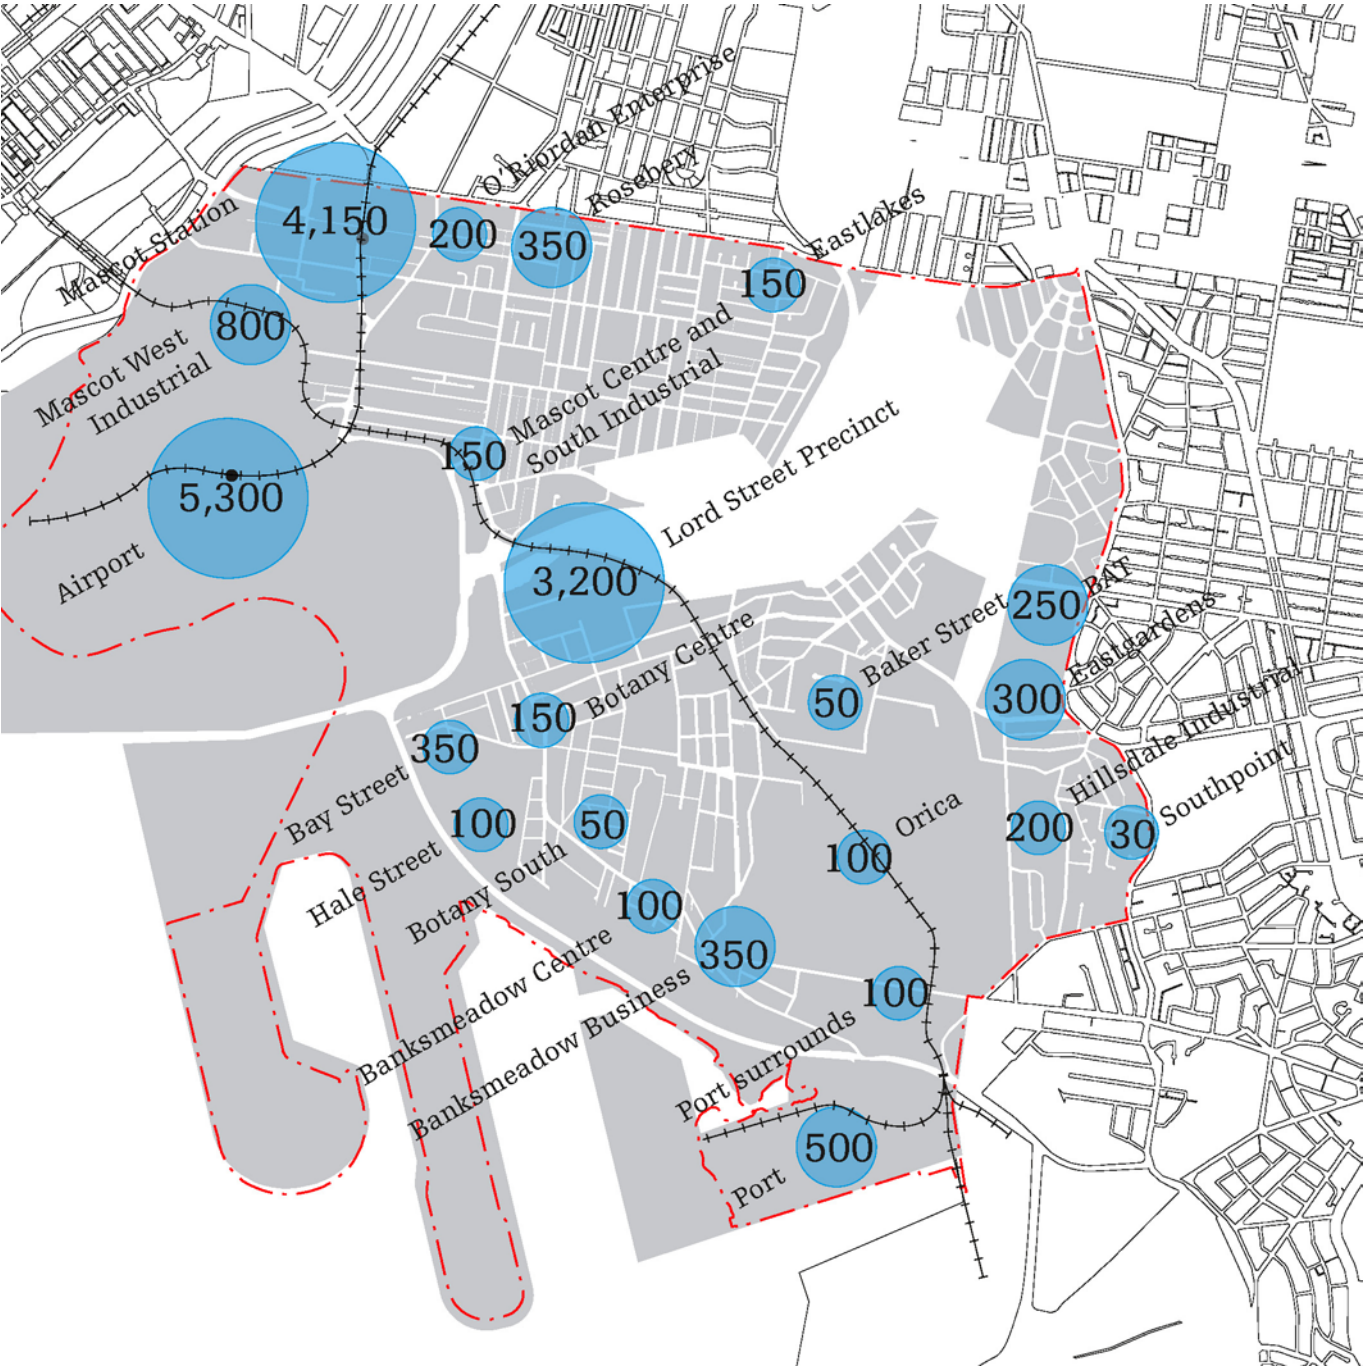 O'Riordan Enterprise
Rosebery
Eastlakes
Mascot Station
4,150
200
350
150
800
Mascot West
Industrial
Mascot Centre and
South Industrial
150
5,300
Airport
Lord Street Precinct
3,200
250
BAT
Baker Street
Eastgardens
300
50
Botany Centre
150
350
Hillsdale Industrial
Southpoint
Bay Street
100
50
Orica
100
200
30
Hale Street
Botany South
100
350
100
Banksmeadow Centre
Banksmeadow Business
Port surrounds
500
Port